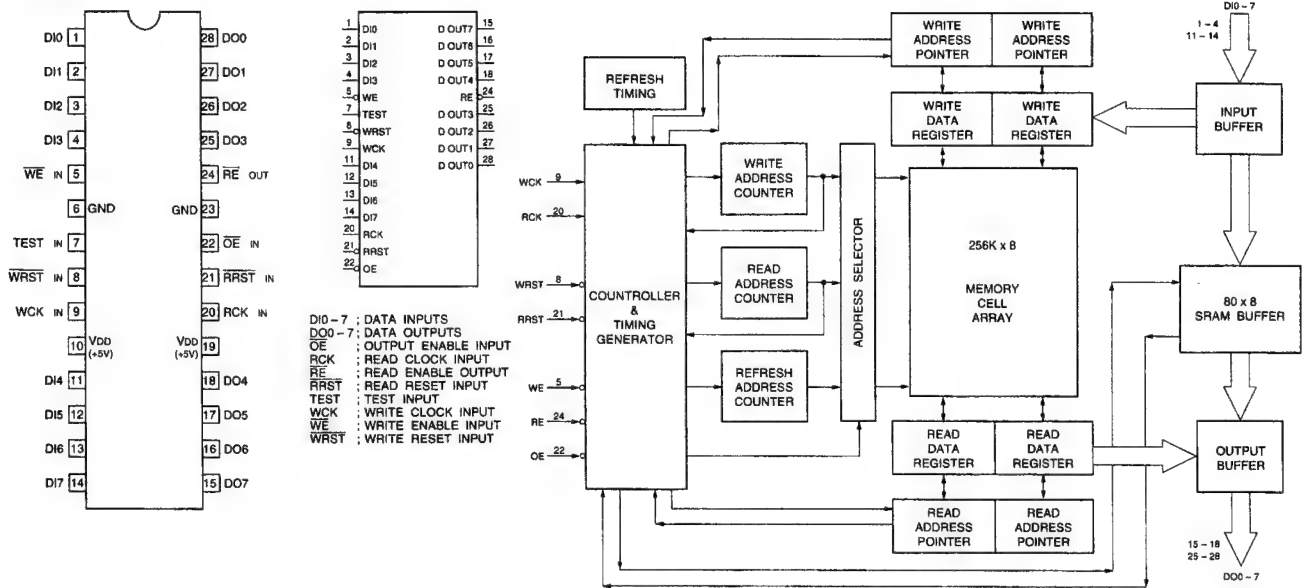 DI0 1
28 DO0
DI1 2
27 DO1
DI2 3
26 DO2
DI3 4
25 DO3
WE IN 5
24 RE OUT
6 GND
GND 23
TEST IN 7
22 OE IN
WRST IN 8
21 RRST IN
WCK IN 9
20 RCK IN
10 VDD (+5V)
VDD (+5V) 19
DI4 11
18 DO4
DI5 12
17 DO5
DI6 13
16 DO6
DI7 14
15 DO7
1 DI0
D OUT7 15
2 DI1
D OUT6 16
3 DI2
D OUT5 17
4 DI3
D OUT4 18
5 WE
RE 24
7 TEST
D OUT3 25
8 WRST
D OUT2 26
9 WCK
D OUT1 27
11 DI4
D OUT0 28
12 DI5
13 DI6
14 DI7
20 RCK
21 RRST
22 OE
DI0 - 7 ; DATA INPUTS
DO0 - 7 ; DATA OUTPUTS
OE ; OUTPUT ENABLE INPUT
RCK ; READ CLOCK INPUT
RE ; READ ENABLE OUTPUT
RRST ; READ RESET INPUT
TEST ; TEST INPUT
WCK ; WRITE CLOCK INPUT
WE ; WRITE ENABLE INPUT
WRST ; WRITE RESET INPUT
REFRESH
TIMING
WCK 9
RCK 20
WRST 8
RRST 21
WE 5
RE 24
OE 22
COUNTROLLER
&
TIMING
GENERATOR
WRITE
ADDRESS
COUNTER
READ
ADDRESS
COUNTER
REFRESH
ADDRESS
COUNTER
ADDRESS SELECTOR
WRITE
ADDRESS
POINTER
WRITE
ADDRESS
POINTER
WRITE
DATA
REGISTER
WRITE
DATA
REGISTER
256K x 8
MEMORY
CELL
ARRAY
READ
DATA
REGISTER
READ
DATA
REGISTER
READ
ADDRESS
POINTER
READ
ADDRESS
POINTER
DI0 - 7
1 - 4
11 - 14
INPUT
BUFFER
80 x 8
SRAM BUFFER
OUTPUT
BUFFER
15 - 18
25 - 28
DO0 - 7